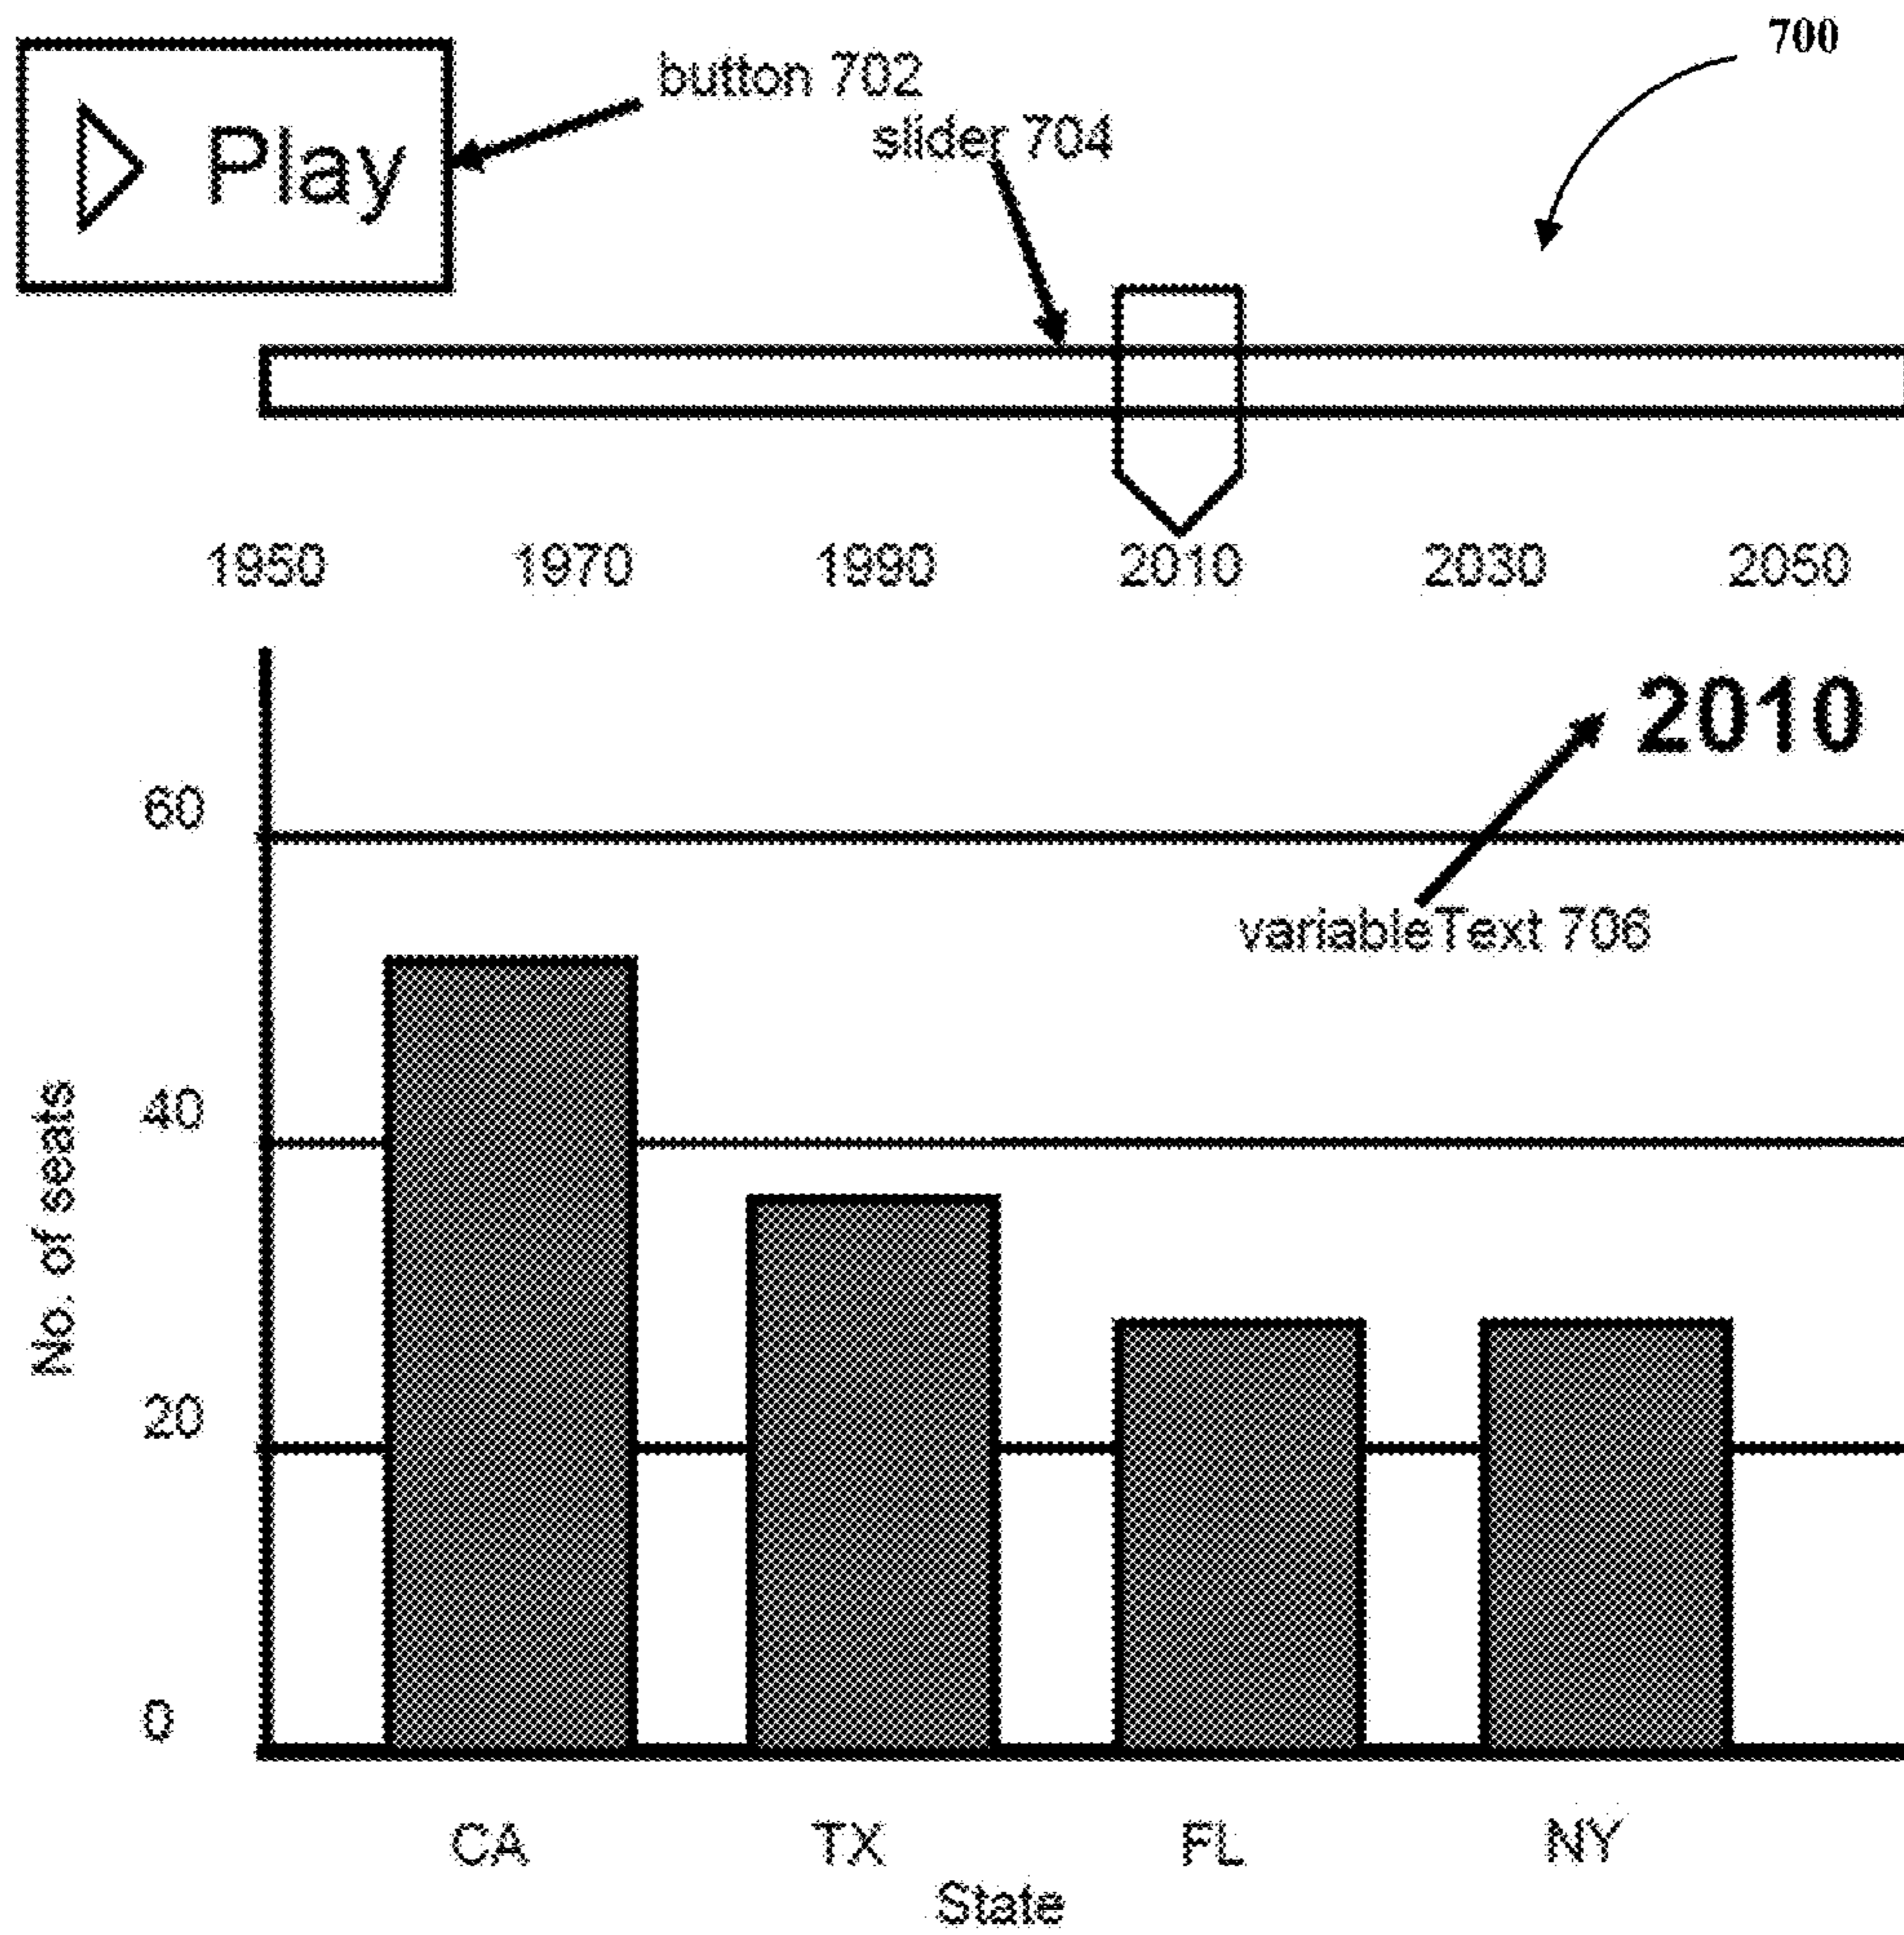 700
button 702
slider 704
Play
1950 1970 1990 2010 2030 2050
2010
60
variableText 706
40
No. of seats
20
0
CA TX FL NY
State